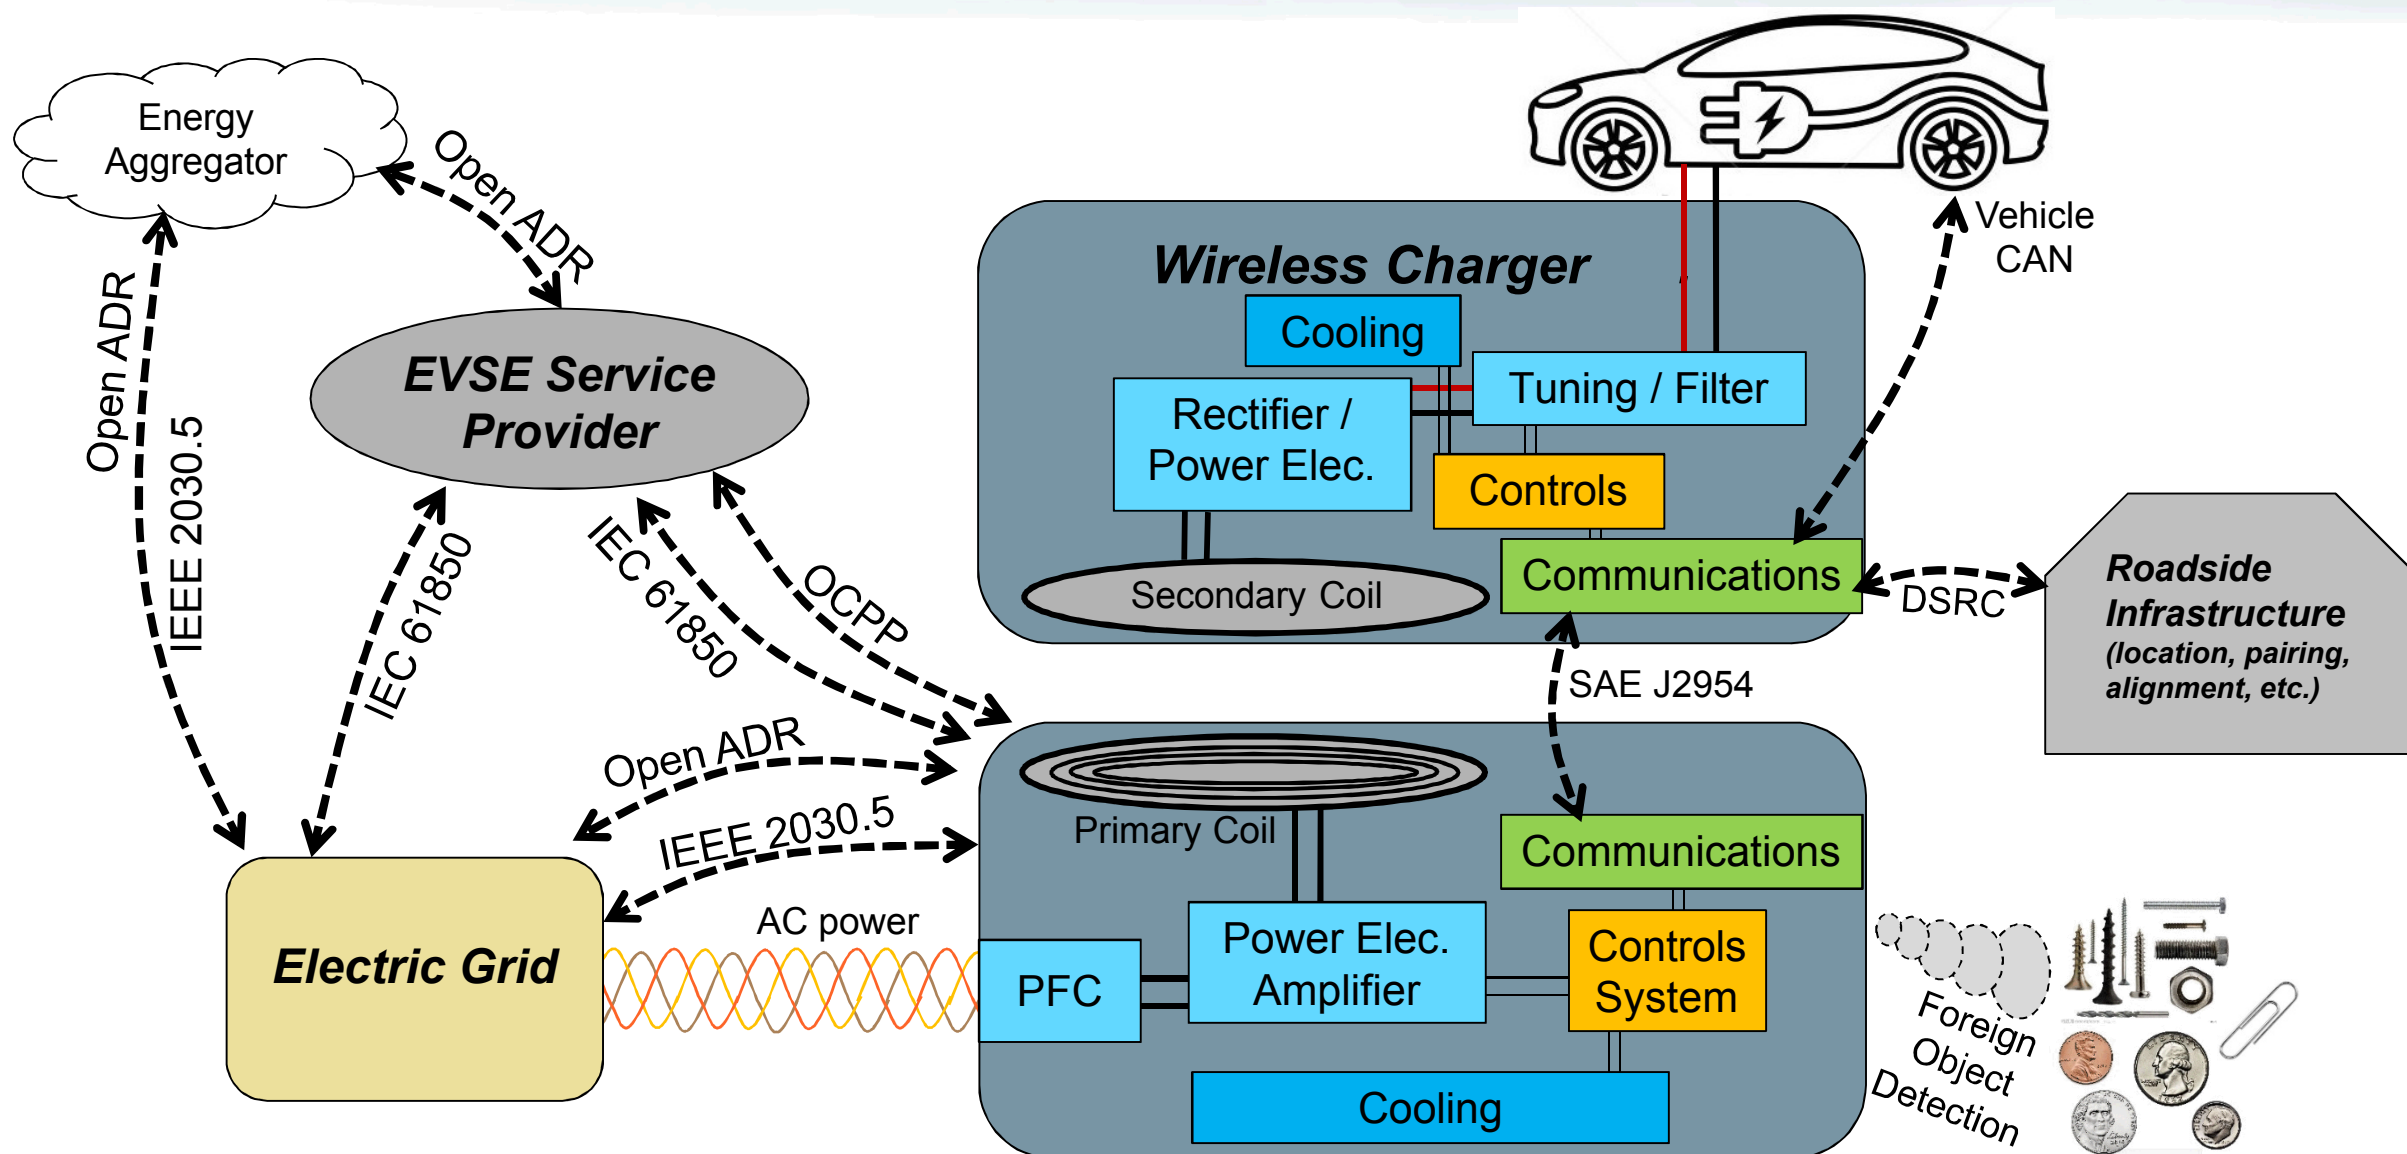 Energy
Aggregator
Open ADR
Open ADR
IEEE 2030.5
EVSE Service
Provider
IEC 61850
IEC 61850
OCPP
Open ADR
IEEE 2030.5
AC power
Electric Grid
Wireless Charger
Cooling
Tuning / Filter
Rectifier /
Power Elec.
Controls
Communications
Secondary Coil
Vehicle
CAN
DSRC
Roadside
Infrastructure
(location, pairing,
alignment, etc.)
SAE J2954
Primary Coil
Communications
Power Elec.
Amplifier
Controls
System
PFC
Cooling
Foreign
Object
Detection